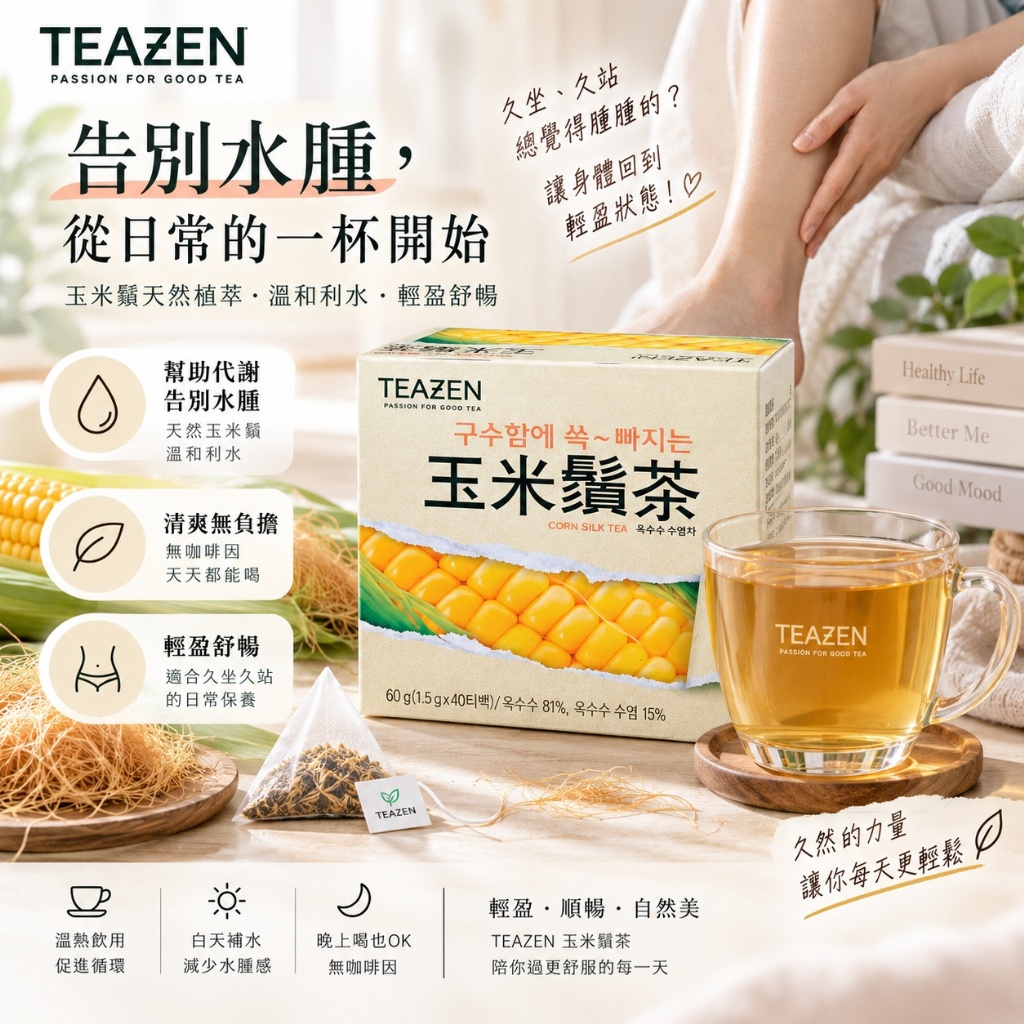 TEAZEN
PASSION FOR GOOD TEA
告別水腫，
從日常的一杯開始
玉米鬚天然植萃・溫和利水・輕盈舒暢
久坐、久站
總覺得腫腫的？
讓身體回到
輕盈狀態！♡
幫助代謝
告別水腫
天然玉米鬚
溫和利水
清爽無負擔
無咖啡因
天天都能喝
輕盈舒暢
適合久坐久站
的日常保養
TEAZEN
PASSION FOR GOOD TEA
구수함에 쏙~빠지는
玉米鬚茶
CORN SILK TEA 옥수수 수염차
60 g(1.5 g×40티백)/ 옥수수 81%, 옥수수 수염 15%
Healthy Life
Better Me
Good Mood
TEAZEN
PASSION FOR GOOD TEA
TEAZEN
久然的力量
讓你每天更輕鬆
溫熱飲用
促進循環
白天補水
減少水腫感
晚上喝也OK
無咖啡因
輕盈・順暢・自然美
TEAZEN 玉米鬚茶
陪你過更舒服的每一天